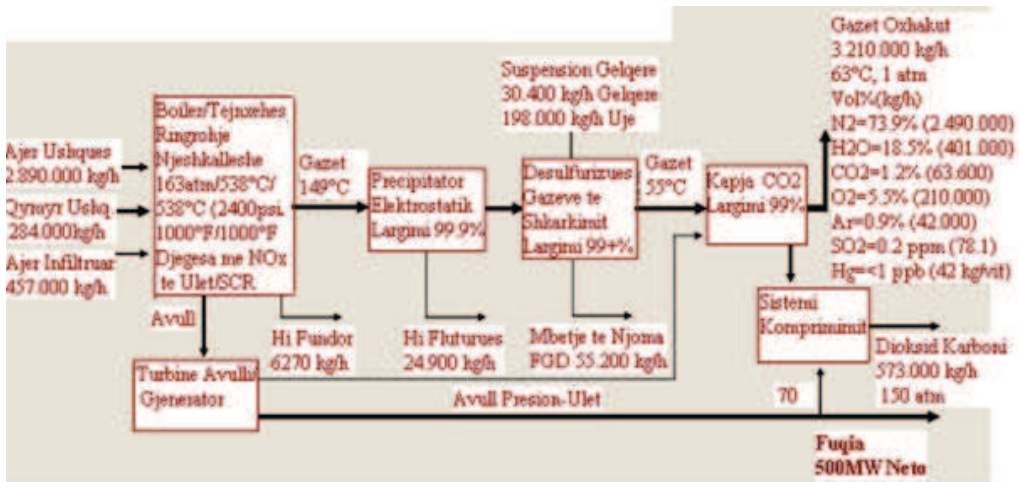 Ajer Ushques
2.890.000 kg/h
Qymyr Ushq
284.000kg/h
Ajer Infiltruar
457.000 kg/h
Boiler/Tejnxehes
Ringrohje
Njeshkalleshe
163atm/538°C/
538°C (2400psi.
1000°F/1000°F
Djegesa me NOx
te Ulet/SCR
Gazet
149°C
Precipitator
Elektrostatik
Largimi 99.9%
Suspension Gelqere
30.400 kg/h Gelqere
198.000 kg/h Uje
Desulfurizues
Gazeve te
Shkarkimit
Largimi 99+%
Gazet
55°C
Kapja CO2
Largimi 99%
Gazet Oxhakut
3.210.000 kg/h
63°C, 1 atm
Vol%(kg/h)
N2=73.9% (2.490.000)
H2O=18.5% (401.000)
CO2=1.2% (63.600)
O2=5.5% (210.000)
Ar=0.9% (42.000)
SO2=0.2 ppm (78.1)
Hg=<1 ppb (42 kg/vit)
Avull
Hi Fundor
6270 kg/h
Hi Fluturues
24.900 kg/h
Mbetje te Njoma
FGD 55.200 kg/h
Sistemi
Komprimimit
Dioksid Karboni
573.000 kg/h
150 atm
Turbine Avulli/
Gjenerator
Avull Presion-Ulet
70
Fuqia
500MW Neto